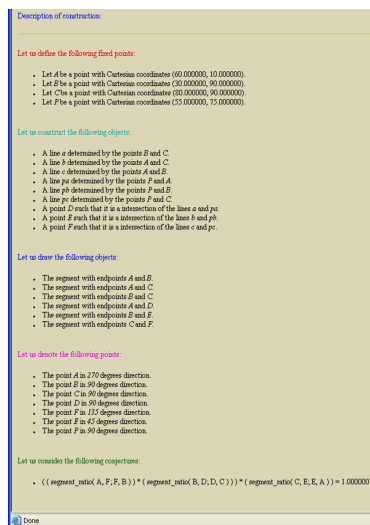 Description of construction:
Let us define the following fixed points:
Let A be a point with Cartesian coordinates (60.000000, 10.000000).
Let B be a point with Cartesian coordinates (30.000000, 90.000000).
Let C be a point with Cartesian coordinates (80.000000, 90.000000).
Let P be a point with Cartesian coordinates (55.000000, 75.000000).
Let us construct the following objects:
A line a determined by the points B and C.
A line b determined by the points A and C.
A line c determined by the points A and B.
A line pa determined by the points P and A.
A line pb determined by the points P and B.
A line pc determined by the points P and C.
A point D such that it is a intersection of the lines a and pa.
A point E such that it is a intersection of the lines b and pb.
A point F such that it is a intersection of the lines c and pc.
Let us draw the following objects:
The segment with endpoints A and B.
The segment with endpoints A and C.
The segment with endpoints B and C.
The segment with endpoints A and D.
The segment with endpoints B and E.
The segment with endpoints C and F.
Let us denote the following points:
The point A in 270 degrees direction.
The point B in 90 degrees direction.
The point C in 90 degrees direction.
The point D in 90 degrees direction.
The point F in 135 degrees direction.
The point E in 45 degrees direction.
The point P in 90 degrees direction.
Let us consider the following conjectures:
( ( segment_ratio( A, F; F, B ) ) * ( segment_ratio( B, D; D, C ) ) ) * ( segment_ratio( C, E; E, A ) ) = 1.000000
Done